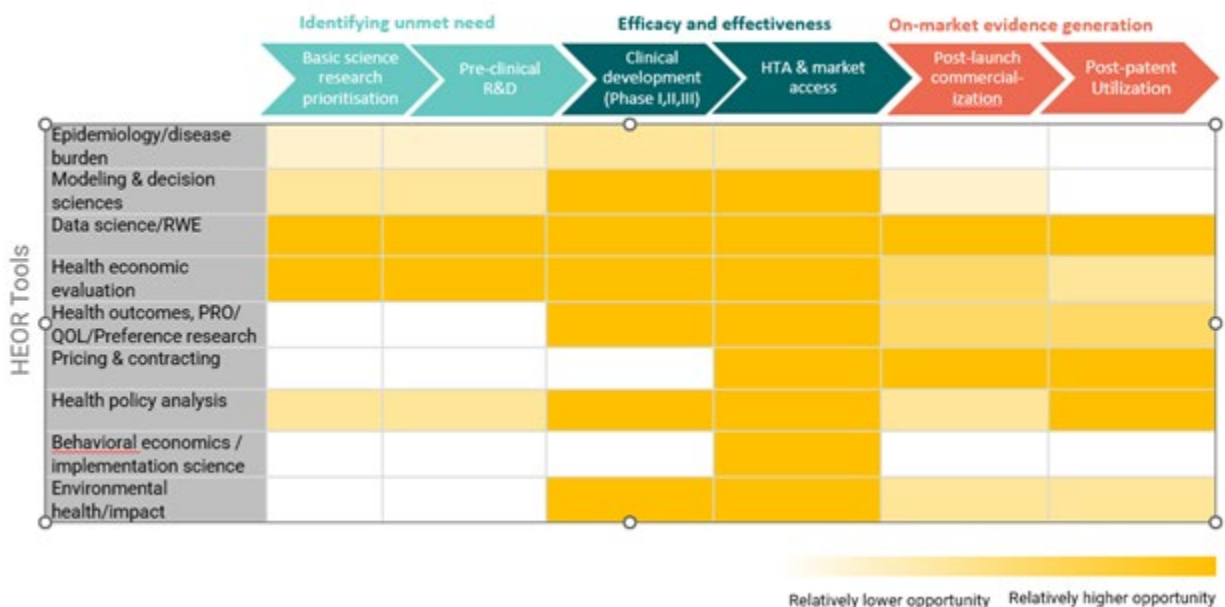 Identifying unmet need
Efficacy and effectiveness
On-market evidence generation
Basic science
research
prioritisation
Pre-clinical
R&D
Clinical
development
(Phase I,II,III)
HTA & market
access
Post-launch
commercial-
ization
Post-patent
Utilization
HEOR Tools
Epidemiology/disease
burden
Modeling & decision
sciences
Data science/RWE
Health economic
evaluation
Health outcomes, PRO/
QOL/Preference research
Pricing & contracting
Health policy analysis
Behavioral economics /
implementation science
Environmental
health/impact
Relatively lower opportunity
Relatively higher opportunity